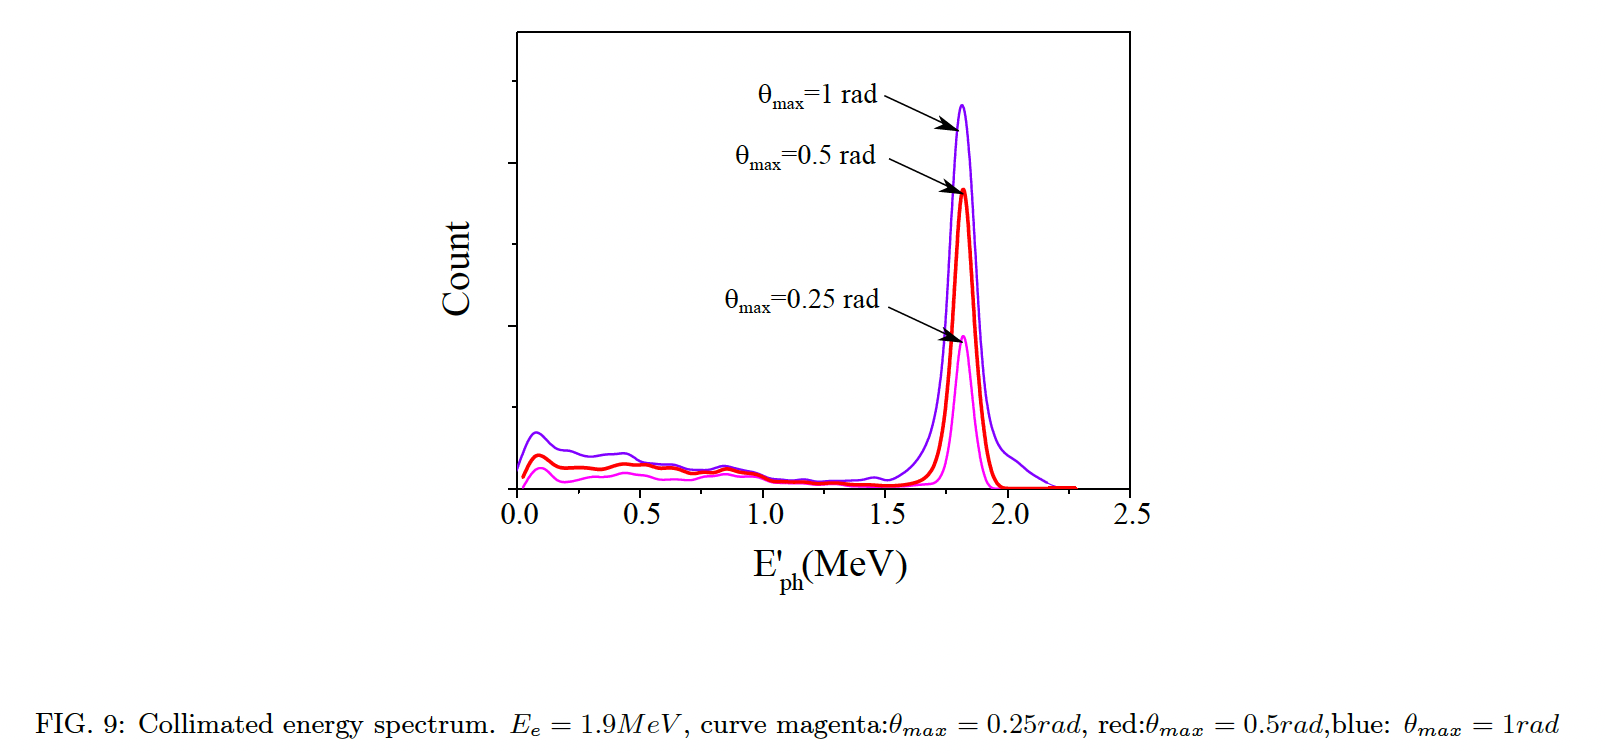 θmax=1 rad
θmax=0.5 rad
θmax=0.25 rad
Count
0.0 0.5 1.0 1.5 2.0 2.5
E'ph(MeV)
FIG. 9: Collimated energy spectrum. Ee = 1.9MeV, curve magenta:θmax = 0.25rad, red:θmax = 0.5rad,blue: θmax = 1rad